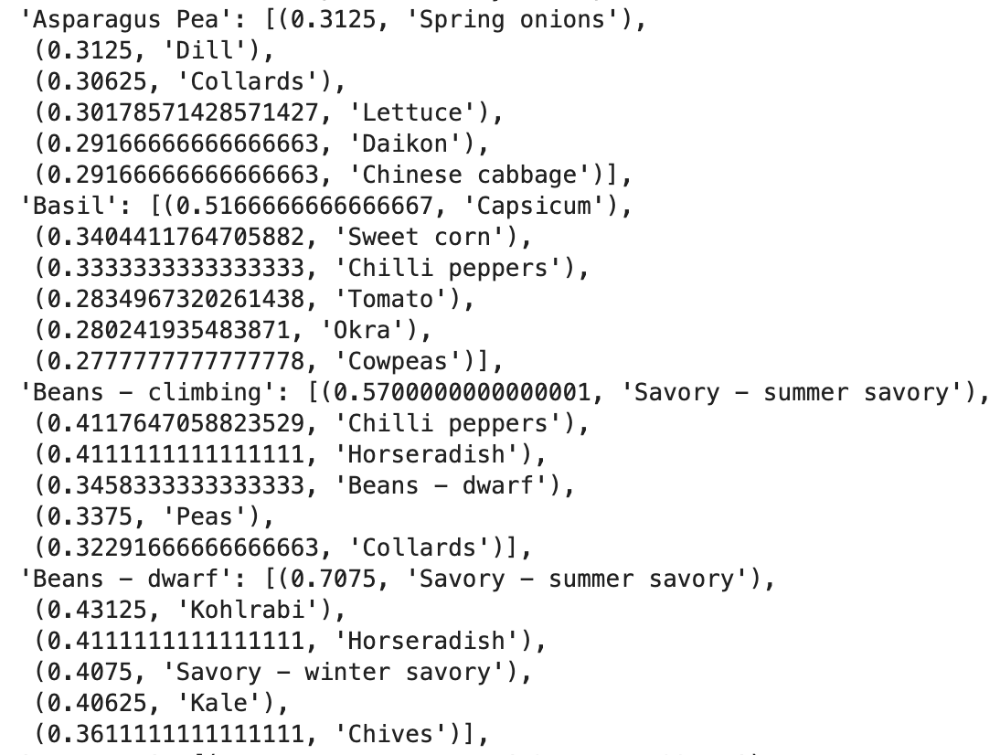 'Asparagus Pea': [(0.3125, 'Spring onions'),
(0.3125, 'Dill'),
(0.30625, 'Collards'),
(0.30178571428571427, 'Lettuce'),
(0.29166666666666663, 'Daikon'),
(0.29166666666666663, 'Chinese cabbage')],
'Basil': [(0.5166666666666667, 'Capsicum'),
(0.3404411764705882, 'Sweet corn'),
(0.3333333333333333, 'Chilli peppers'),
(0.2834967320261438, 'Tomato'),
(0.280241935483871, 'Okra'),
(0.2777777777777778, 'Cowpeas')],
'Beans – climbing': [(0.5700000000000001, 'Savory – summer savory'),
(0.4117647058823529, 'Chilli peppers'),
(0.4111111111111111, 'Horseradish'),
(0.3458333333333333, 'Beans – dwarf'),
(0.3375, 'Peas'),
(0.32291666666666663, 'Collards')],
'Beans – dwarf': [(0.7075, 'Savory – summer savory'),
(0.43125, 'Kohlrabi'),
(0.4111111111111111, 'Horseradish'),
(0.4075, 'Savory – winter savory'),
(0.40625, 'Kale'),
(0.3611111111111111, 'Chives')],